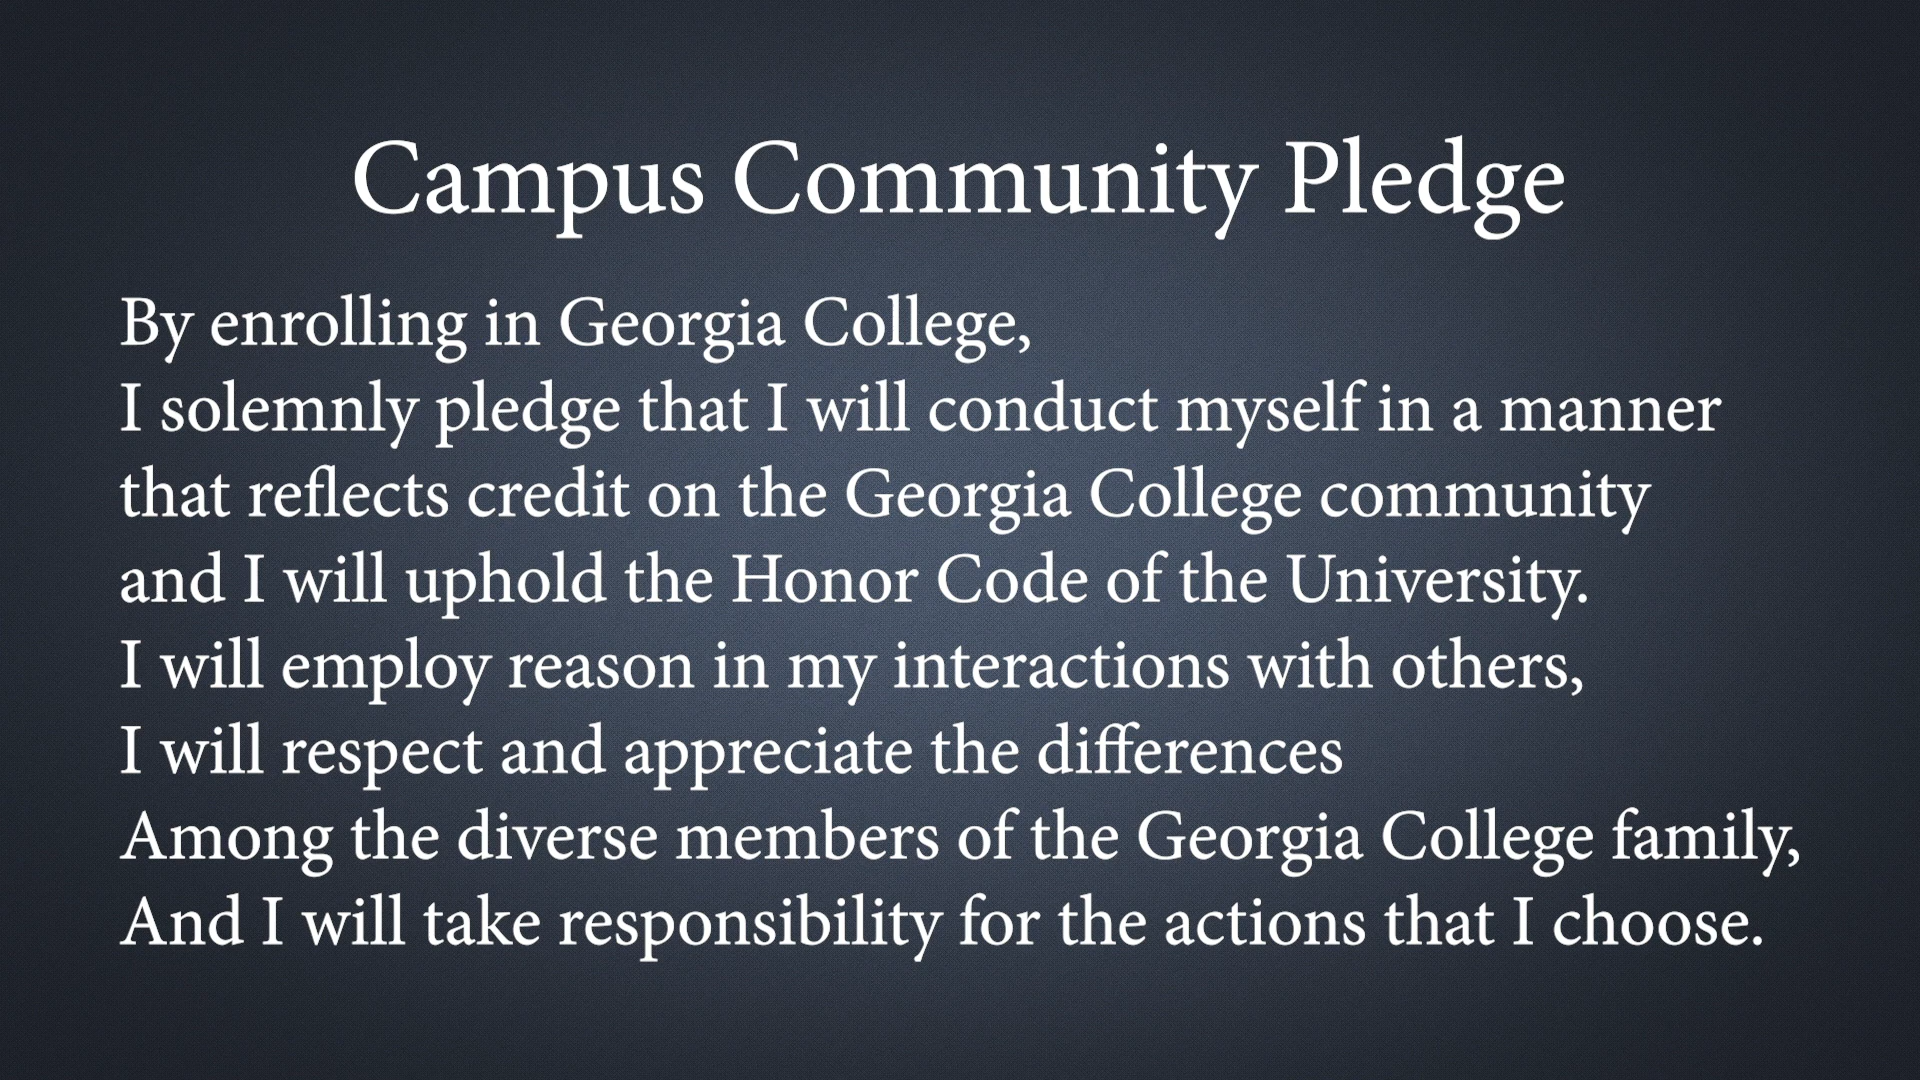 Campus Community Pledge
By enrolling in Georgia College,
I solemnly pledge that I will conduct myself in a manner
that reflects credit on the Georgia College community
and I will uphold the Honor Code of the University.
I will employ reason in my interactions with others,
I will respect and appreciate the differences
Among the diverse members of the Georgia College family,
And I will take responsibility for the actions that I choose.